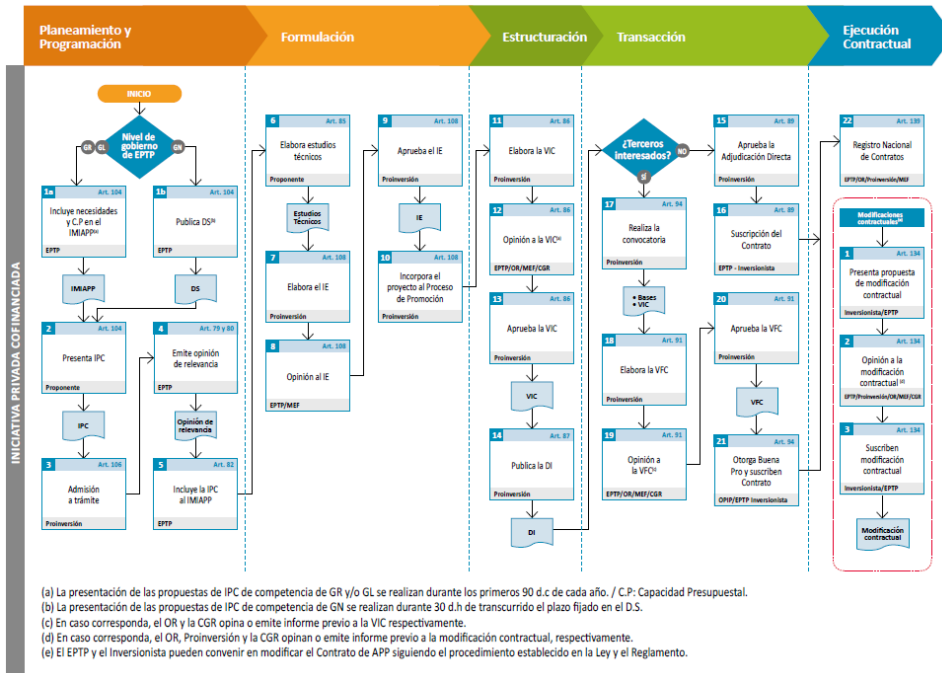 Planeamiento y
Programación
Formulación
Estructuración
Transacción
Ejecución
Contractual
INICIATIVA PRIVADA COFINANCIADA
INICIO
Nivel de
gobierno
de EPTP
GR
GL
GN
1a
Art. 104
Incluye necesidades
y C.P en el
IMIAPP(a)
EPTP
IMIAPP
1b
Art. 104
Publica DS(b)
EPTP
DS
2
Art. 104
Presenta IPC
Proponente
IPC
3
Art. 106
Admisión
a trámite
Proinversión
4
Art. 79 y 80
Emite opinión
de relevancia
EPTP
Opinión de
relevancia
5
Art. 82
Incluye la IPC
al IMIAPP
EPTP
6
Art. 85
Elabora estudios
técnicos
Proponente
Estudios
Técnicos
7
Art. 108
Elabora el IE
Proinversión
8
Art. 108
Opinión al IE
EPTP/MEF
9
Art. 108
Aprueba el IE
Proinversión
IE
10
Art. 108
Incorpora el
proyecto al Proceso
de Promoción
Proinversión
11
Art. 86
Elabora la VIC
Proinversión
12
Art. 86
Opinión a la VIC(c)
EPTP/OR/MEF/CGR
13
Art. 86
Aprueba la VIC
Proinversión
VIC
14
Art. 87
Publica la DI
Proinversión
DI
¿Terceros
interesados?
NO
SÍ
17
Art. 94
Realiza la
convocatoria
Proinversión
• Bases
• VIC
18
Art. 91
Elabora la VFC
Proinversión
19
Art. 91
Opinión a
la VFC(c)
EPTP/OR/MEF/CGR
15
Art. 89
Aprueba la
Adjudicación Directa
Proinversión
16
Art. 89
Suscripción del
Contrato
EPTP - Inversionista
20
Art. 91
Aprueba la VFC
Proinversión
VFC
21
Art. 94
Otorga Buena
Pro y suscriben
Contrato
OPIP/EPTP Inversionista
22
Art. 139
Registro Nacional
de Contratos
EPTP/OR/Proinversión/MEF
Modificaciones
contractuales(e)
1
Art. 134
Presenta propuesta
de modificación
contractual
Inversionista/EPTP
2
Art. 134
Opinión a la
modificación
contractual (d)
EPTP/Proinversión/OR/MEF/CGR
3
Art. 134
Suscriben
modificación
contractual
Inversionista/EPTP
Modificación
contractual
(a) La presentación de las propuestas de IPC de competencia de GR y/o GL se realizan durante los primeros 90 d.c de cada año. / C.P: Capacidad Presupuestal.
(b) La presentación de las propuestas de IPC de competencia de GN se realizan durante 30 d.h de transcurrido el plazo fijado en el D.S.
(c) En caso corresponda, el OR y la CGR opina o emite informe previo a la VIC respectivamente.
(d) En caso corresponda, el OR, Proinversión y la CGR opinan o emite informe previo a la modificación contractual, respectivamente.
(e) El EPTP y el Inversionista pueden convenir en modificar el Contrato de APP siguiendo el procedimiento establecido en la Ley y el Reglamento.